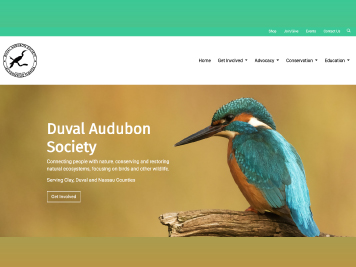 Shop Join Now Events Contact Us
Home Get Involved Advocacy Conservation Education
Duval Audubon
Society
Connecting people with nature, conserving and restoring
natural ecosystems, focusing on birds and other wildlife.
Serving Clay, Duval and Nassau Counties
Get Involved